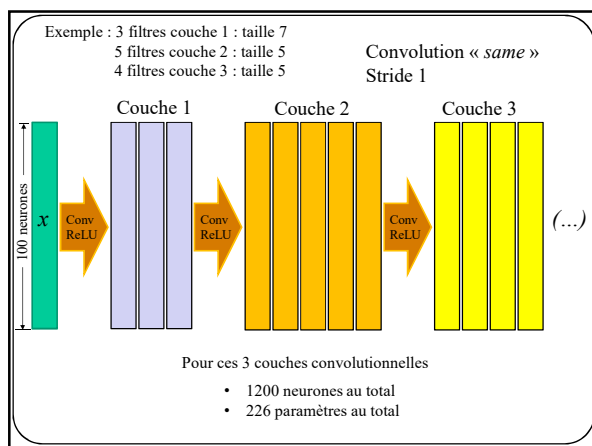 Exemple : 3 filtres couche 1 : taille 7
5 filtres couche 2 : taille 5
4 filtres couche 3 : taille 5
Convolution « same »
Stride 1
Couche 1
Couche 2
Couche 3
100 neurones
x
Conv
ReLU
Conv
ReLU
Conv
ReLU
(...)
Pour ces 3 couches convolutionnelles
• 1200 neurones au total
• 226 paramètres au total